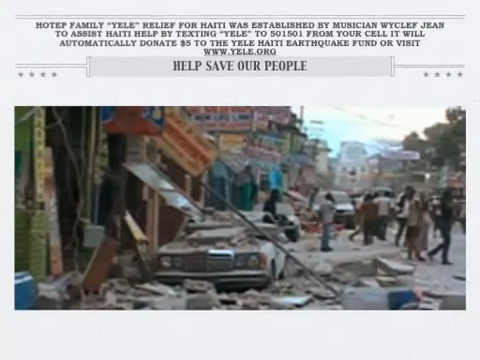 HOTEP FAMILY "YELE" RELIEF FOR HAITI WAS ESTABLISHED BY MUSICIAN WYCLEF JEAN
TO ASSIST HAITI HELP BY TEXTING "YELE" TO 501501 FROM YOUR CELL IT WILL
AUTOMATICALLY DONATE $5 TO THE YELE HAITI EARTHQUAKE FUND OR VISIT
WWW.YELE.ORG
HELP SAVE OUR PEOPLE